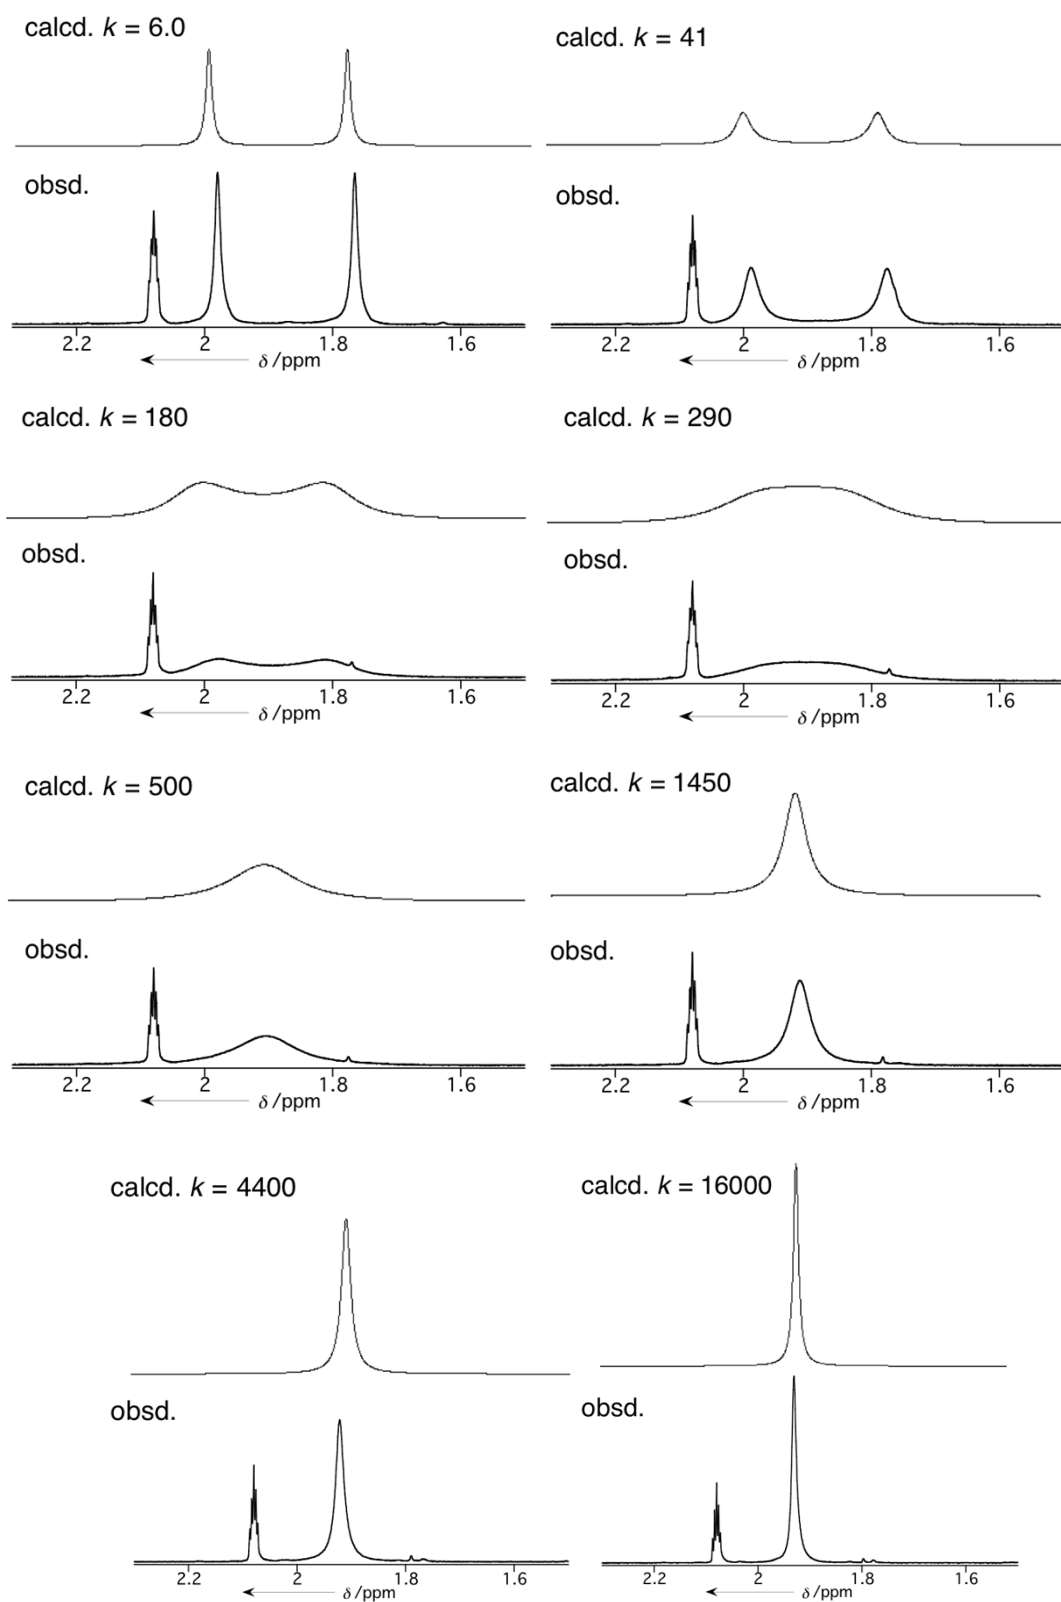 calcd. k = 6.0
obsd.
2.2 2 1.8 1.6
δ /ppm
calcd. k = 41
obsd.
2.2 2 1.8 1.6
δ /ppm
calcd. k = 180
obsd.
2.2 2 1.8 1.6
δ /ppm
calcd. k = 290
obsd.
2.2 2 1.8 1.6
δ /ppm
calcd. k = 500
obsd.
2.2 2 1.8 1.6
δ /ppm
calcd. k = 1450
obsd.
2.2 2 1.8 1.6
δ /ppm
calcd. k = 4400
obsd.
2.2 2 1.8 1.6
δ /ppm
calcd. k = 16000
obsd.
2.2 2 1.8 1.6
δ /ppm